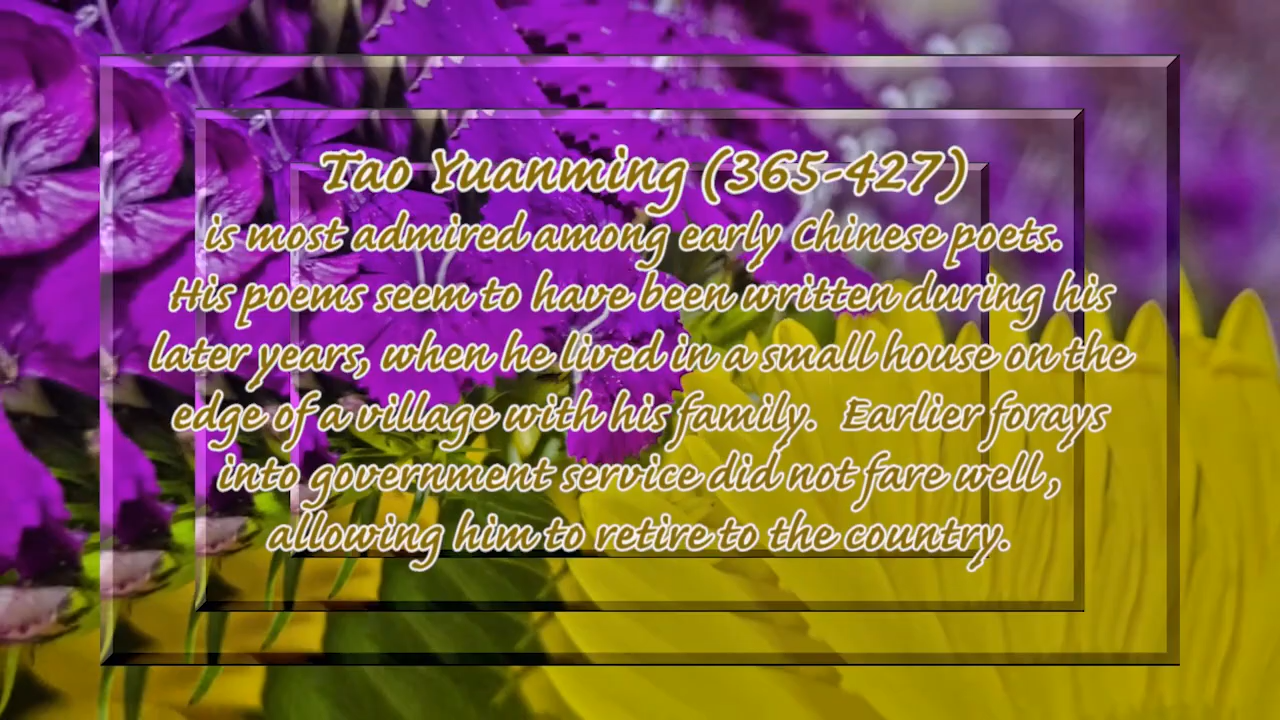 Tao Yuanming (365-427)
is most admired among early Chinese poets.
His poems seem to have been written during his
later years, when he lived in a small house on the
edge of a village with his family.  Earlier forays
into government service did not fare well,
allowing him to retire to the country.